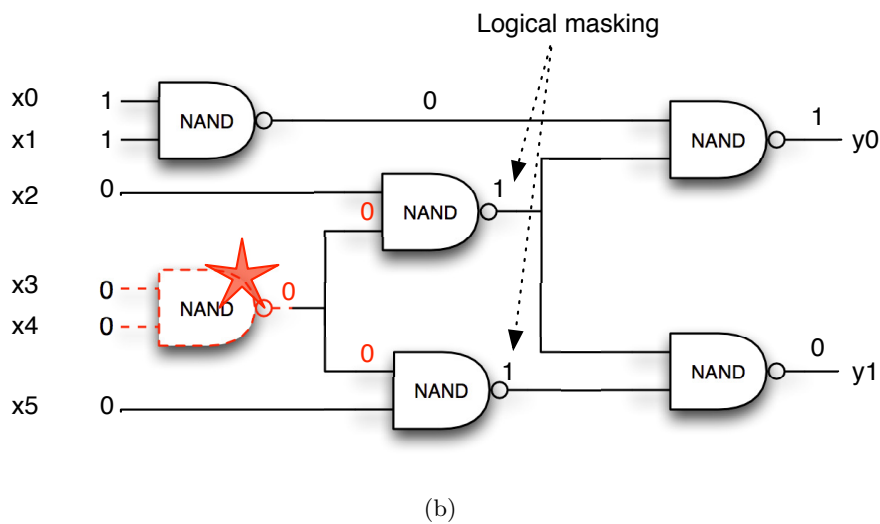 Logical masking
x0 1 NAND 0 NAND 1 y0
x1 1
x2 0 0 NAND 1
x3 0 NAND 0
x4 0
0 NAND 1 NAND 0 y1
x5 0
(b)